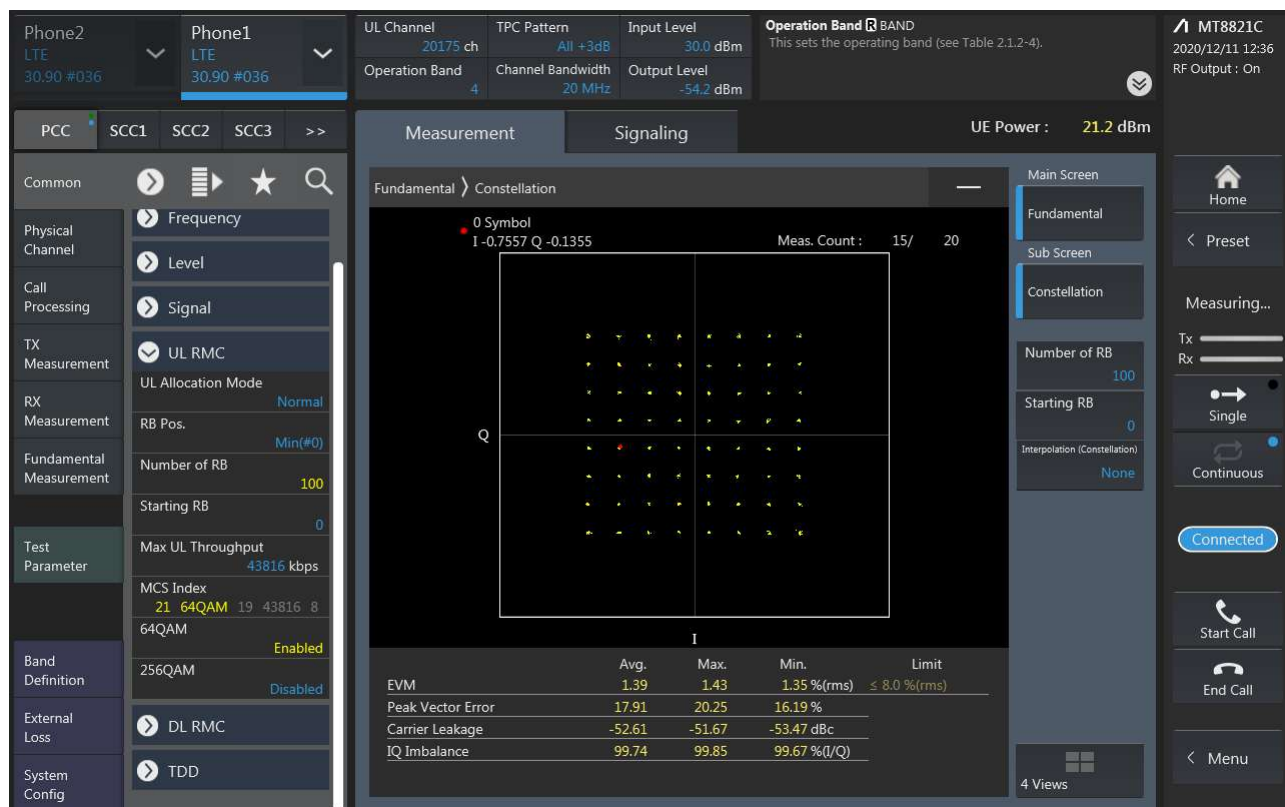 Phone2
LTE
30.90 #036
Phone1
LTE
30.90 #036
UL Channel
20175 ch
TPC Pattern
All +3dB
Input Level
30.0 dBm
Operation Band
4
Channel Bandwidth
20 MHz
Output Level
-54.2 dBm
Operation Band R BAND
This sets the operating band (see Table 2.1.2-4).
MT8821C
2020/12/11 12:36
RF Output : On
PCC
SCC1
SCC2
SCC3
>>
Measurement
Signaling
UE Power : 21.2 dBm
Common
Physical
Channel
Call
Processing
TX
Measurement
RX
Measurement
Fundamental
Measurement
Test
Parameter
Band
Definition
External
Loss
System
Config
Frequency
Level
Signal
UL RMC
UL Allocation Mode
Normal
RB Pos.
Min(#0)
Number of RB
100
Starting RB
0
Max UL Throughput
43816 kbps
MCS Index
21 64QAM 19 43816 8
64QAM
Enabled
256QAM
Disabled
DL RMC
TDD
Fundamental 〉 Constellation
0 Symbol
I -0.7557 Q -0.1355
Meas. Count : 15/ 20
Q
I
Avg. Max. Min. Limit
EVM 1.39 1.43 1.35 %(rms) ≤ 8.0 %(rms)
Peak Vector Error 17.91 20.25 16.19 %
Carrier Leakage -52.61 -51.67 -53.47 dBc
IQ Imbalance 99.74 99.85 99.67 %(I/Q)
Main Screen
Fundamental
Sub Screen
Constellation
Number of RB
100
Starting RB
0
Interpolation (Constellation)
None
4 Views
Home
< Preset
Measuring...
Tx
Rx
Single
Continuous
Connected
Start Call
End Call
< Menu